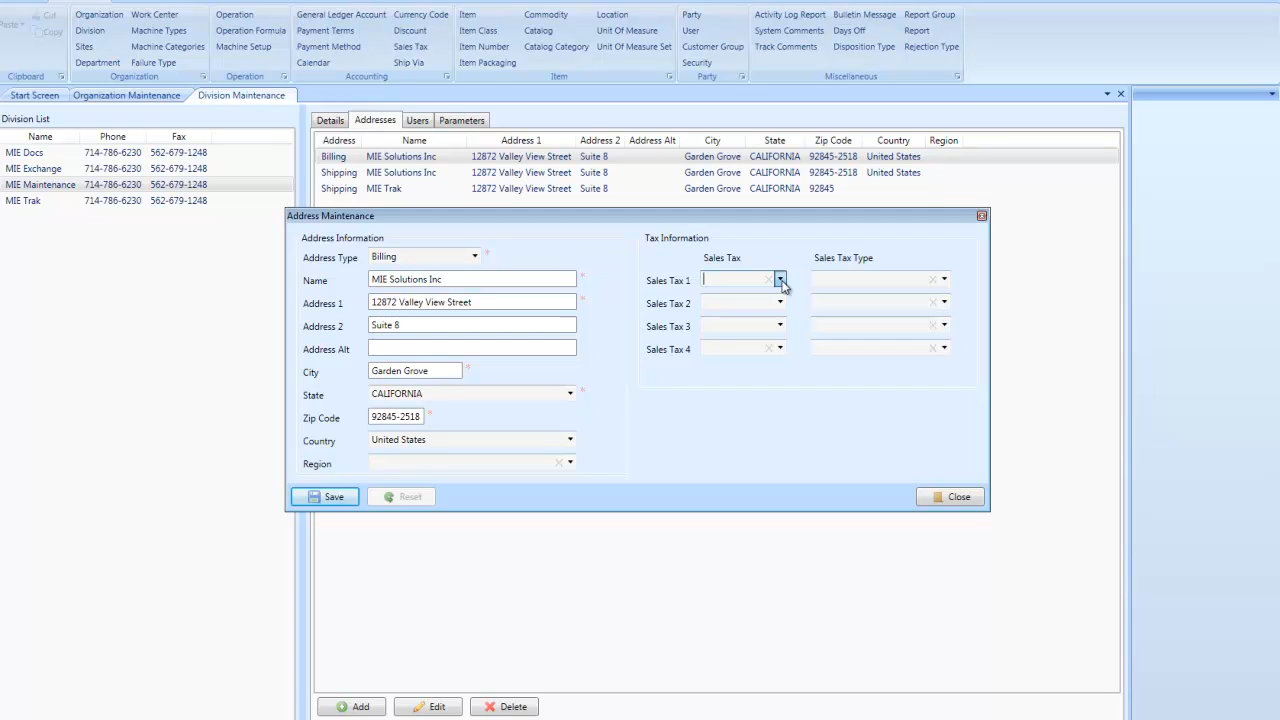 Cut
Paste
Copy
Clipboard
Organization Work Center
Division Machine Types
Sites Machine Categories
Department Failure Type
Organization
Operation
Operation Formula
Machine Setup
Operation
General Ledger Account Currency Code
Payment Terms Discount
Payment Method Sales Tax
Calendar Ship Via
Accounting
Item Commodity Location
Item Class Catalog Unit Of Measure
Item Number Catalog Category Unit Of Measure Set
Item Packaging
Item
Party
User
Customer Group
Security
Party
Activity Log Report Bulletin Message Report Group
System Comments Days Off Report
Track Comments Disposition Type Rejection Type
Miscellaneous
Start Screen Organization Maintenance Division Maintenance
Division List
Name Phone Fax
MIE Docs 714-786-6230 562-679-1248
MIE Exchange 714-786-6230 562-679-1248
MIE Maintenance 714-786-6230 562-679-1248
MIE Trak 714-786-6230 562-679-1248
Details Addresses Users Parameters
Address Name Address 1 Address 2 Address Alt City State Zip Code Country Region
Billing MIE Solutions Inc 12872 Valley View Street Suite 8 Garden Grove CALIFORNIA 92845-2518 United States
Shipping MIE Solutions Inc 12872 Valley View Street Suite 8 Garden Grove CALIFORNIA 92845-2518 United States
Shipping MIE Trak 12872 Valley View Street Suite 8 Garden Grove CALIFORNIA 92845
Address Maintenance
Address Information
Address Type Billing *
Name MIE Solutions Inc *
Address 1 12872 Valley View Street *
Address 2 Suite 8
Address Alt
City Garden Grove *
State CALIFORNIA *
Zip Code 92845-2518 *
Country United States
Region
Tax Information
Sales Tax Sales Tax Type
Sales Tax 1
Sales Tax 2
Sales Tax 3
Sales Tax 4
Save Reset Close
Add Edit Delete